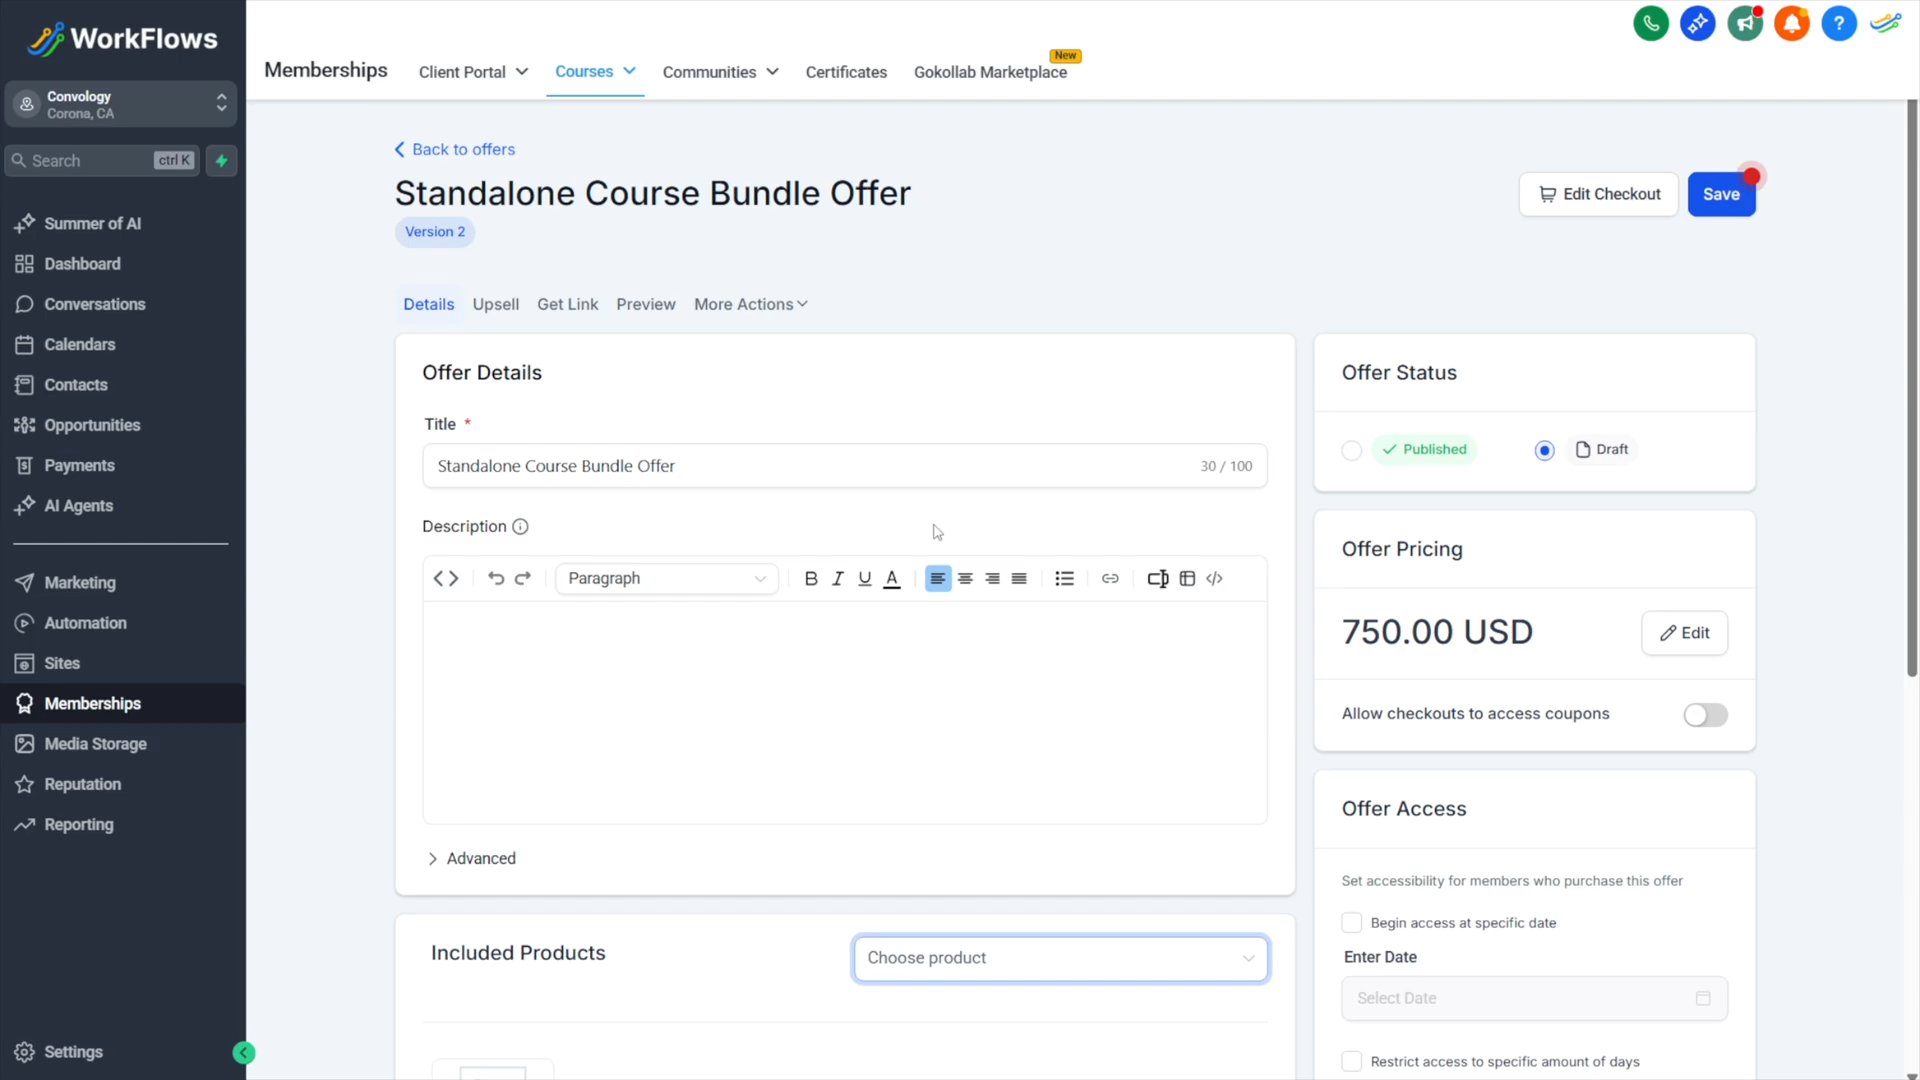 WorkFlows
Convology
Corona, CA
Search
ctrl K
Summer of AI
Dashboard
Conversations
Calendars
Contacts
Opportunities
Payments
AI Agents
Marketing
Automation
Sites
Memberships
Media Storage
Reputation
Reporting
Settings
Memberships
Client Portal
Courses
Communities
Certificates
Gokollab Marketplace
New
Back to offers
Standalone Course Bundle Offer
Version 2
Edit Checkout
Save
Details
Upsell
Get Link
Preview
More Actions
Offer Details
Title *
Standalone Course Bundle Offer
30 / 100
Description
Paragraph
B I U A
Advanced
Included Products
Choose product
Offer Status
Published
Draft
Offer Pricing
750.00 USD
Edit
Allow checkouts to access coupons
Offer Access
Set accessibility for members who purchase this offer
Begin access at specific date
Enter Date
Select Date
Restrict access to specific amount of days